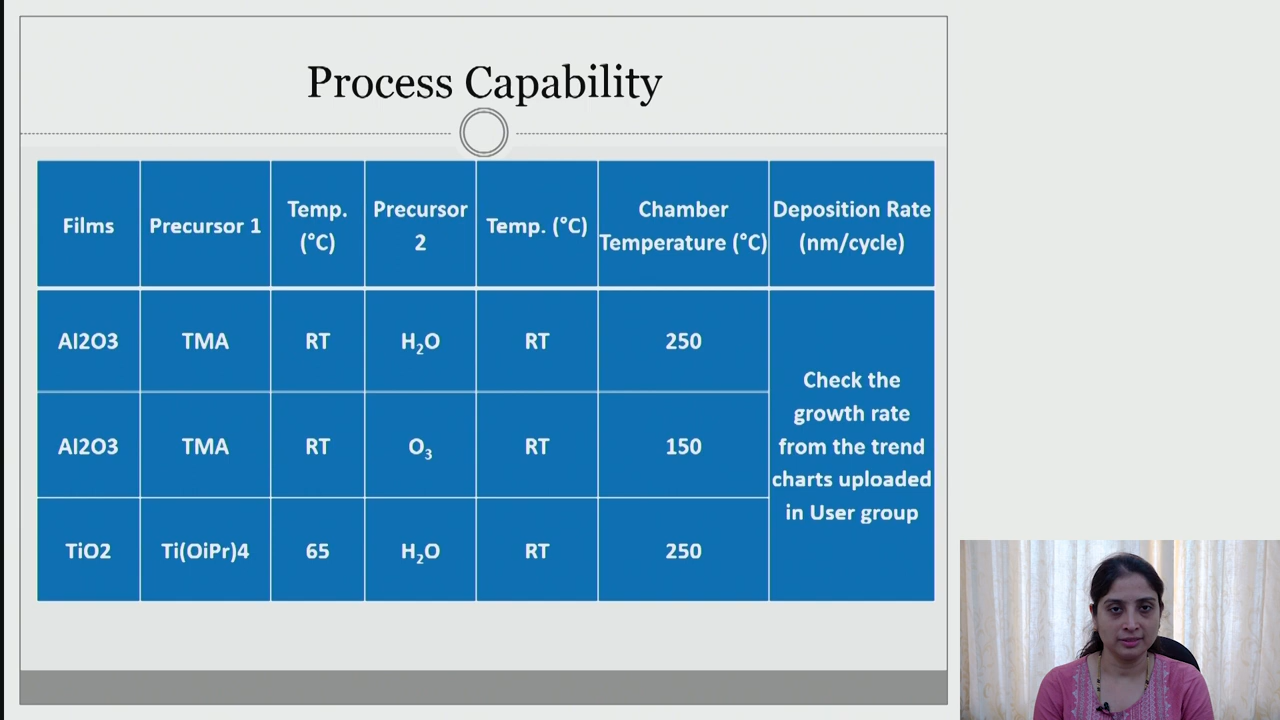 Process Capability
Films
Precursor 1
Temp.
(°C)
Precursor
2
Temp. (°C)
Chamber
Temperature (°C)
Deposition Rate
(nm/cycle)
Al2O3
TMA
RT
H₂O
RT
250
Check the
growth rate
from the trend
charts uploaded
in User group
Al2O3
TMA
RT
O₃
RT
150
TiO2
Ti(OiPr)4
65
H₂O
RT
250